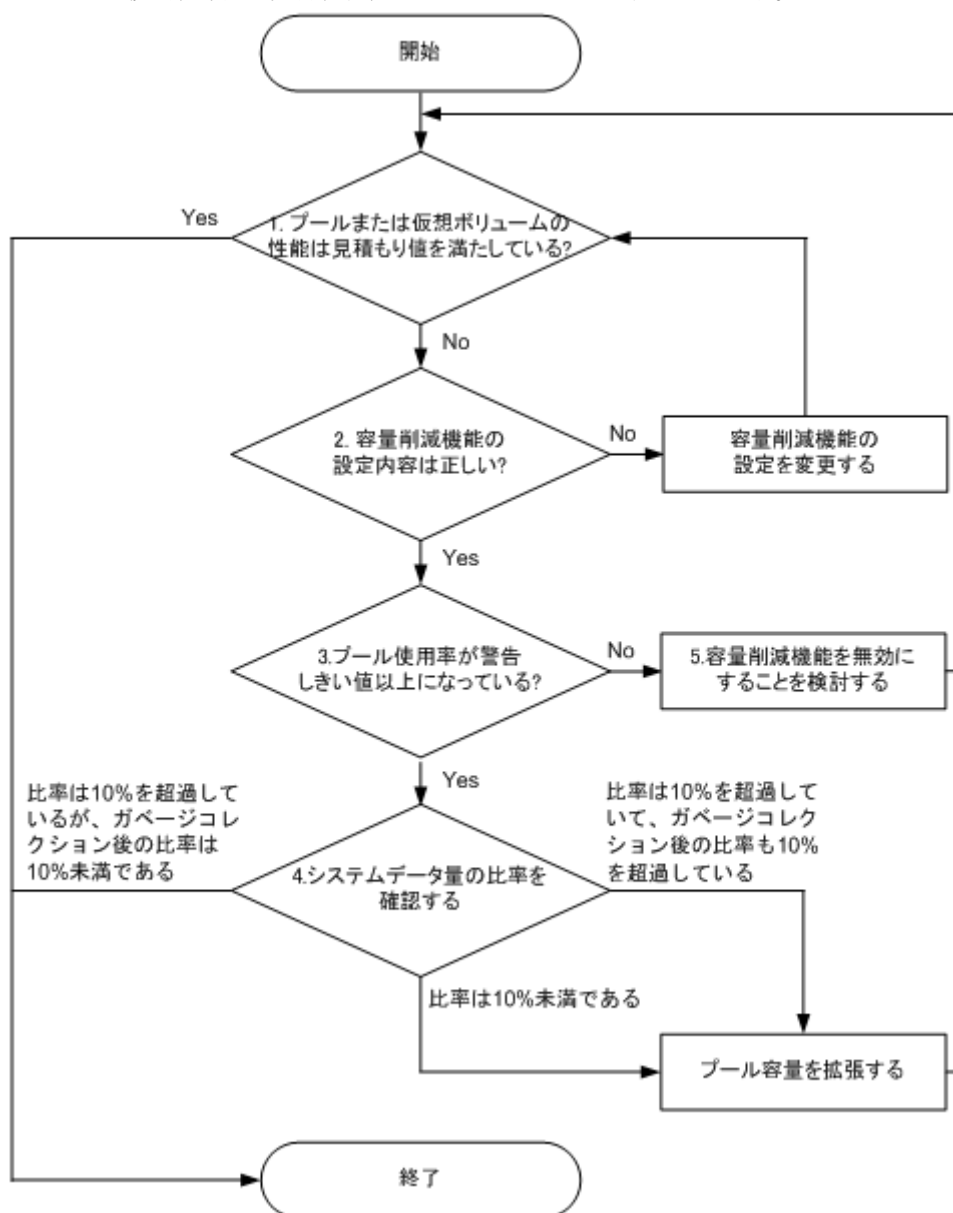 開始
Yes
1. プールまたは仮想ボリュームの
性能は見積もり値を満たしている?
No
2. 容量削減機能の
設定内容は正しい?
No
容量削減機能の
設定を変更する
Yes
3.プール使用率が警告
しきい値以上になっている?
No
5.容量削減機能を無効に
することを検討する
Yes
比率は10%を超過して
いるが、ガベージコレ
クション後の比率は
10%未満である
4.システムデータ量の比率を
確認する
比率は10%を超過して
いて、ガベージコレク
ション後の比率も10%
を超過している
比率は10%未満である
プール容量を拡張する
終了